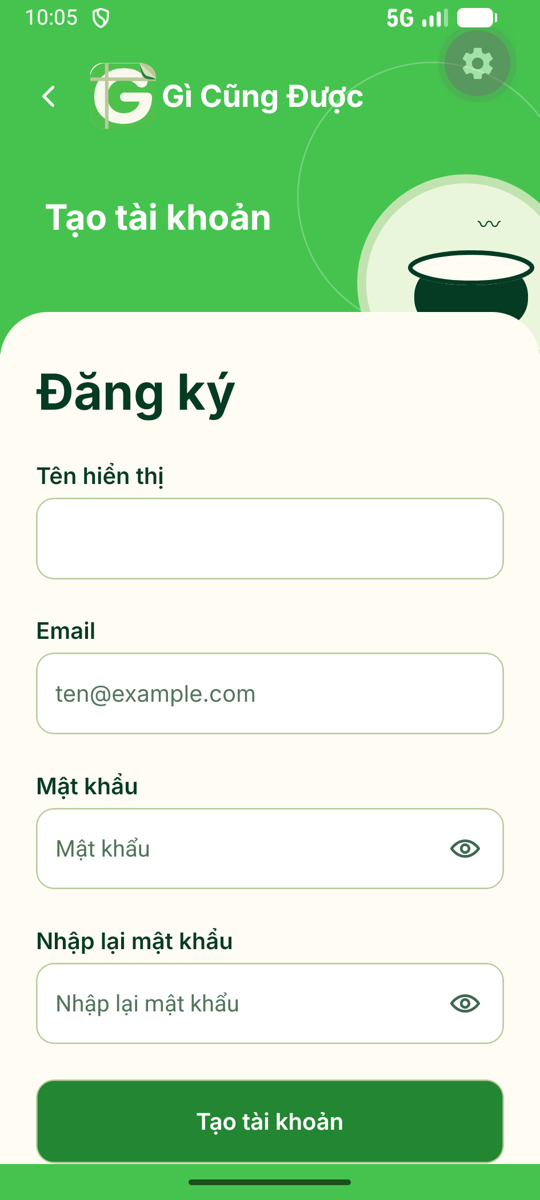 10:05
5G
Gì Cũng Được
Tạo tài khoản
Đăng ký
Tên hiển thị
Email
ten@example.com
Mật khẩu
Mật khẩu
Nhập lại mật khẩu
Nhập lại mật khẩu
Tạo tài khoản